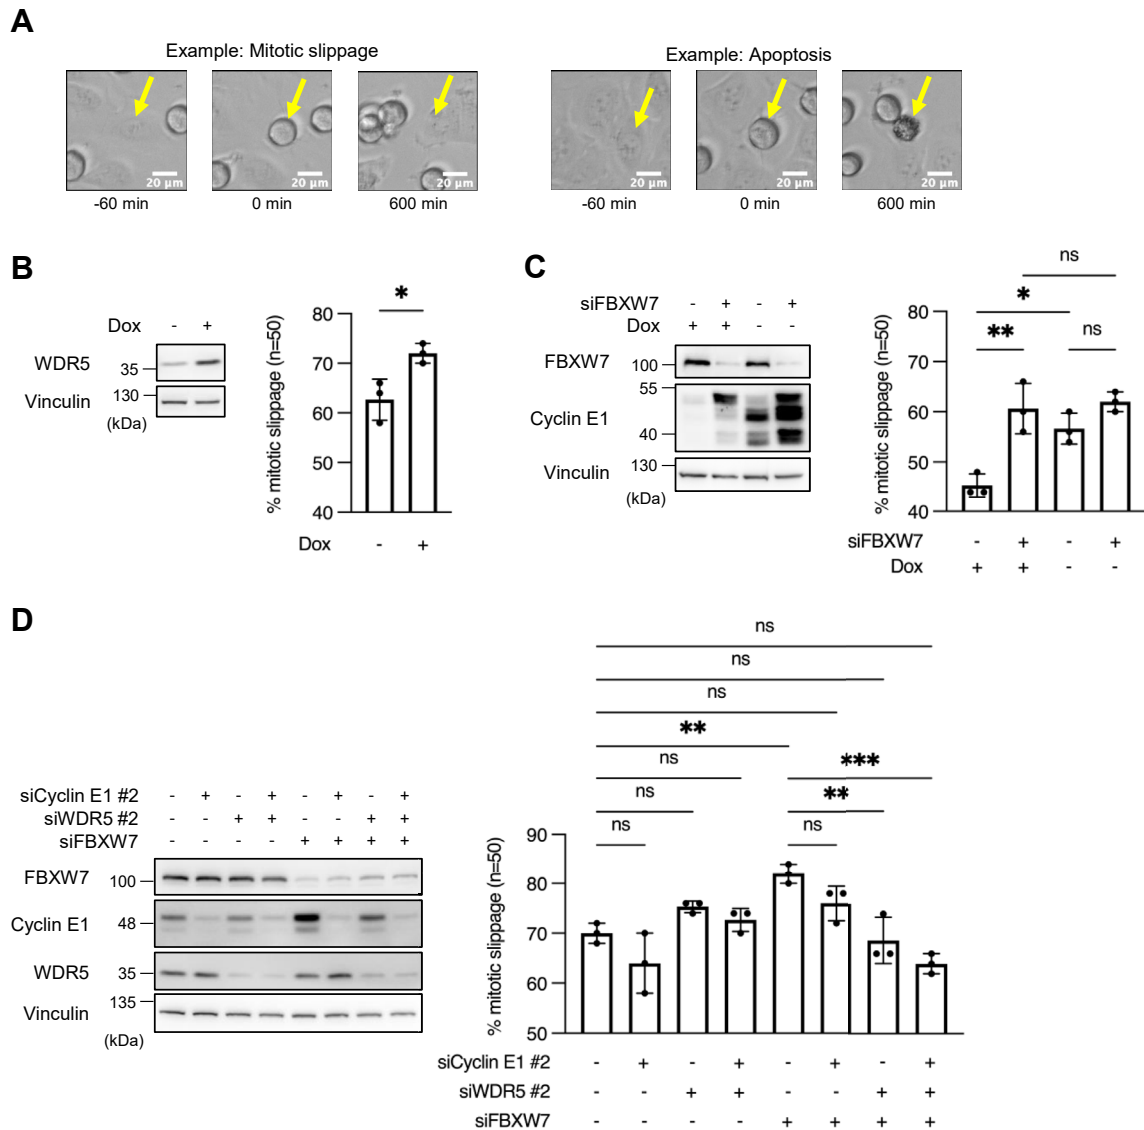 A
Example: Mitotic slippage
Example: Apoptosis
20 µm
20 µm
20 µm
20 µm
20 µm
20 µm
-60 min
0 min
600 min
-60 min
0 min
600 min
B
Dox - +
WDR5
35
Vinculin
130
(kDa)
*
% mitotic slippage (n=50)
80
70
60
50
40
Dox - +
C
siFBXW7 - + - +
Dox + + - -
FBXW7
100
Cyclin E1
55
40
Vinculin
130
(kDa)
ns
*
** ns
% mitotic slippage (n=50)
80
70
60
50
40
siFBXW7 - + - +
Dox + + - -
D
siCyclin E1 #2 - + - + - + - +
siWDR5 #2 - - + + - - + +
siFBXW7 - - - - + + + +
FBXW7
100
Cyclin E1
48
WDR5
35
Vinculin
135
(kDa)
ns
ns
ns
**
ns ***
ns **
ns ns
% mitotic slippage (n=50)
90
80
70
60
50
siCyclin E1 #2 - + - + - + - +
siWDR5 #2 - - + + - - + +
siFBXW7 - - - - + + + +